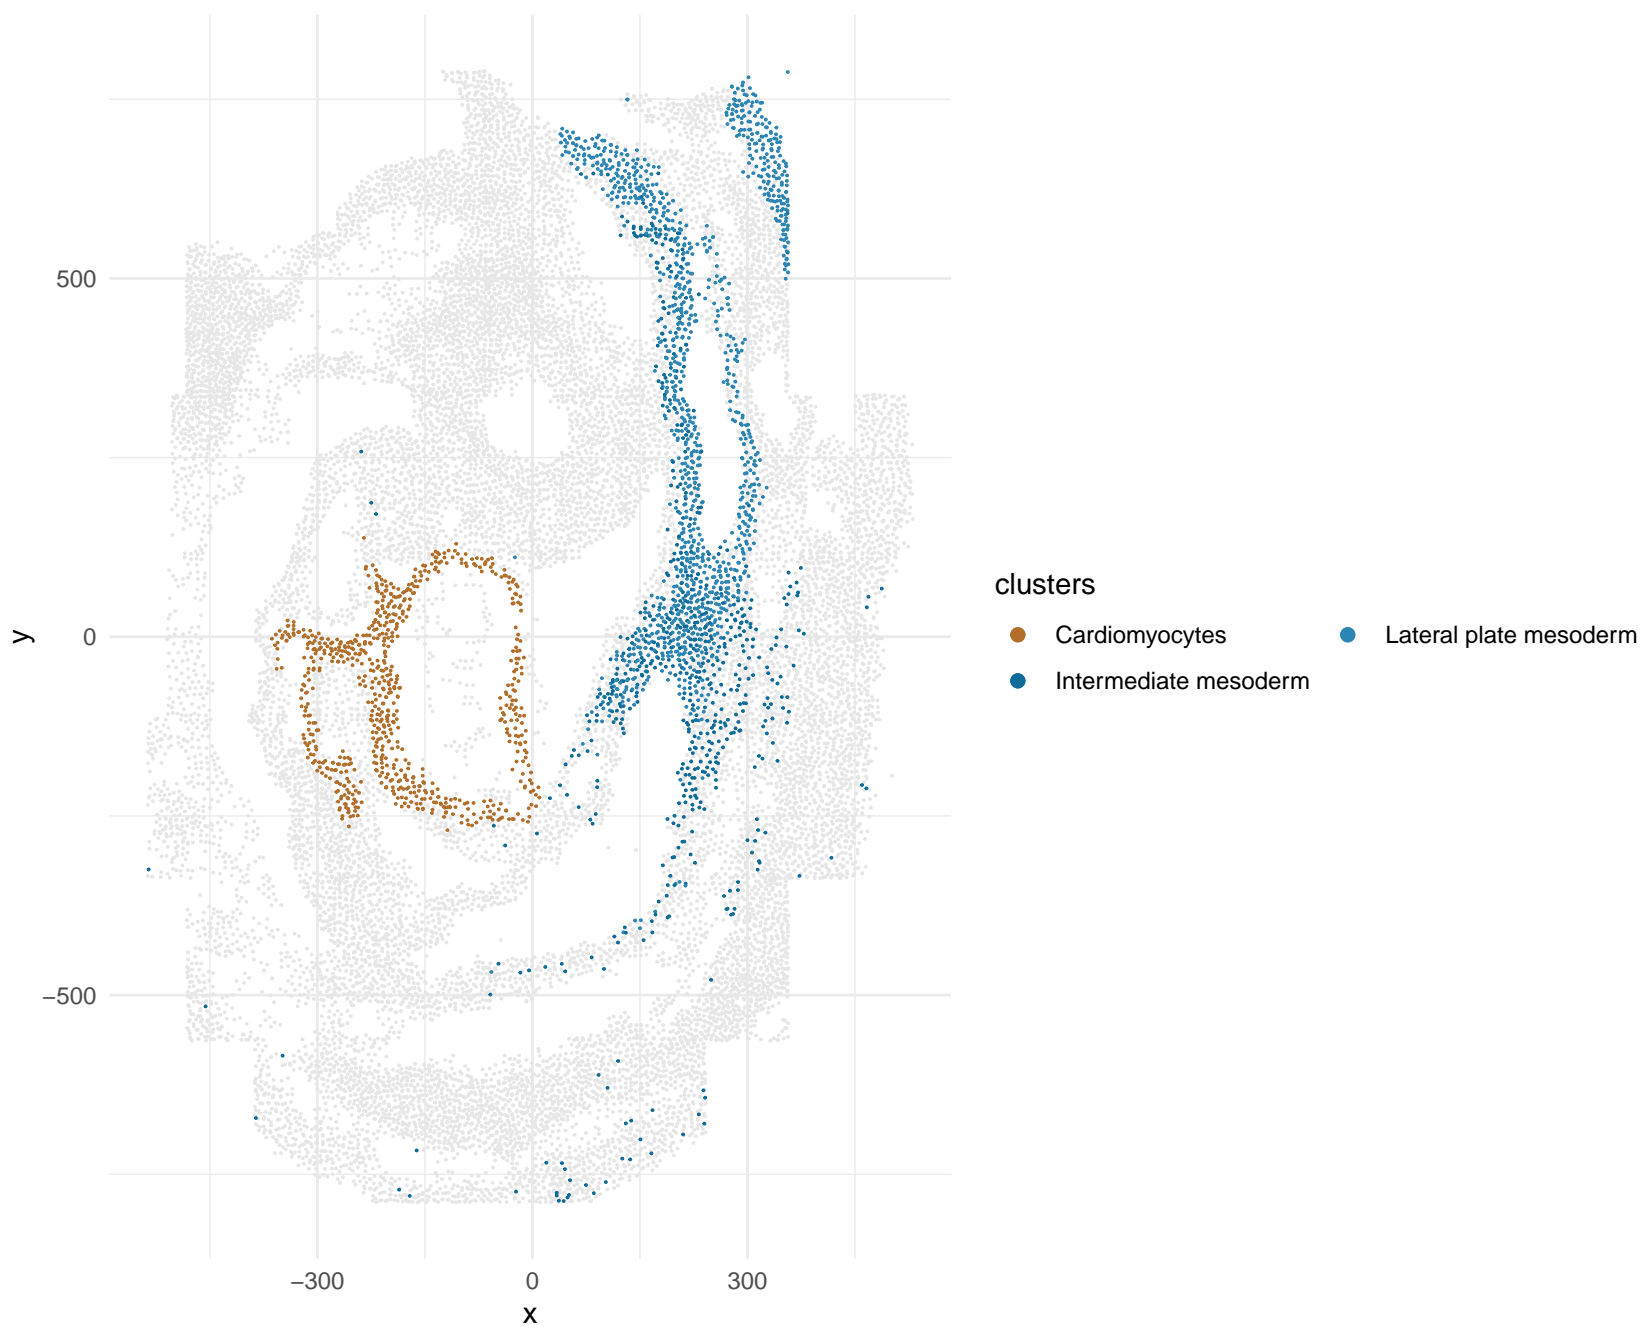 500
0
−500
y
−300
0
300
x
clusters
Cardiomyocytes
Lateral plate mesoderm
Intermediate mesoderm